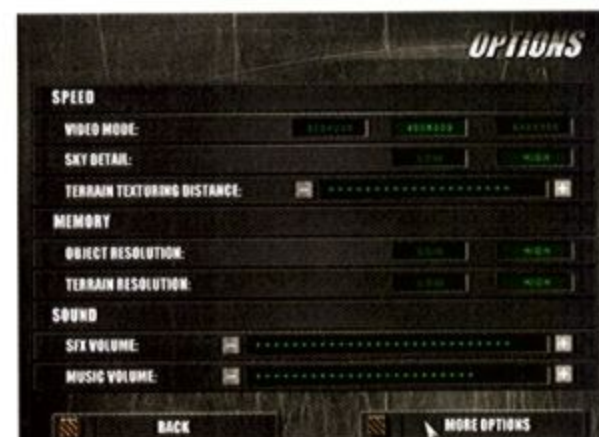 OPTIONS
SPEED
VIDEO MODE:
SKY DETAIL: LOW HIGH
TERRAIN TEXTURING DISTANCE: - +
MEMORY
OBJECT RESOLUTION: LOW HIGH
TERRAIN RESOLUTION: LOW HIGH
SOUND
SFX VOLUME: - +
MUSIC VOLUME: - +
BACK MORE OPTIONS